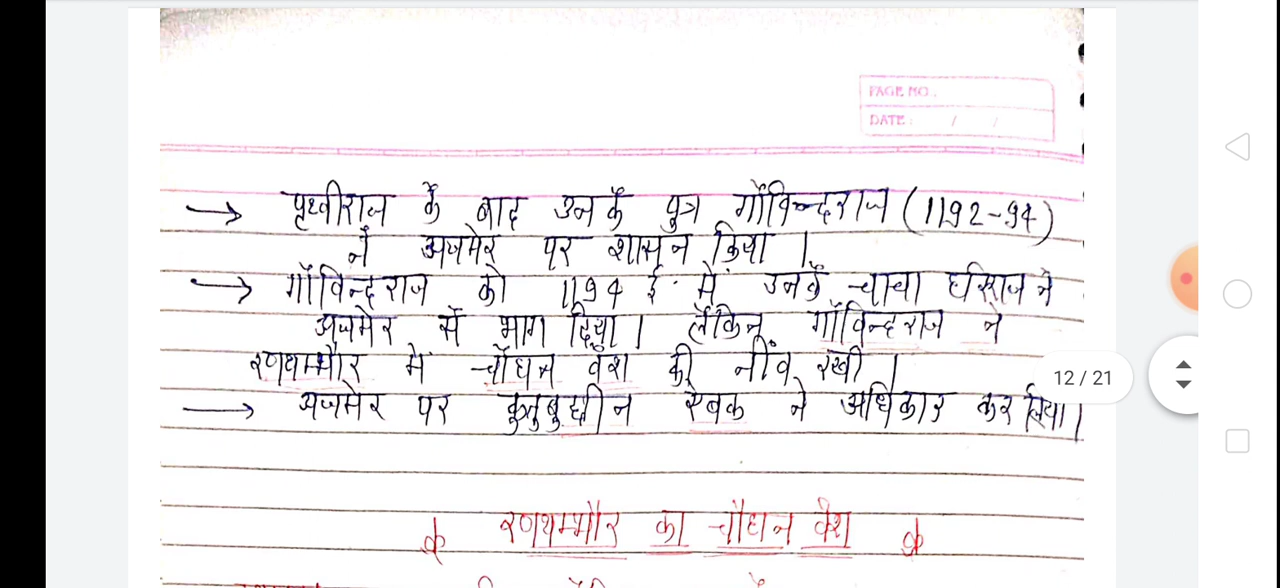 PAGE NO.
DATE: / /
→ पृथ्वीराज के बाद उनके पुत्र गोविन्दराज (1192-94)
ने अजमेर पर शासन किया।
→ गोविन्दराज को 1194 ई. में उनके चाचा हरिराज ने
अजमेर से भाग दिया। लेकिन गोविन्दराज ने
रणथम्भौर में चौहान वंश की नींव रखी।
→ अजमेर पर कुतुबुद्दीन ऐबक ने अधिकार कर लिया।
12 / 21
रणथम्भौर का चौहान वंश